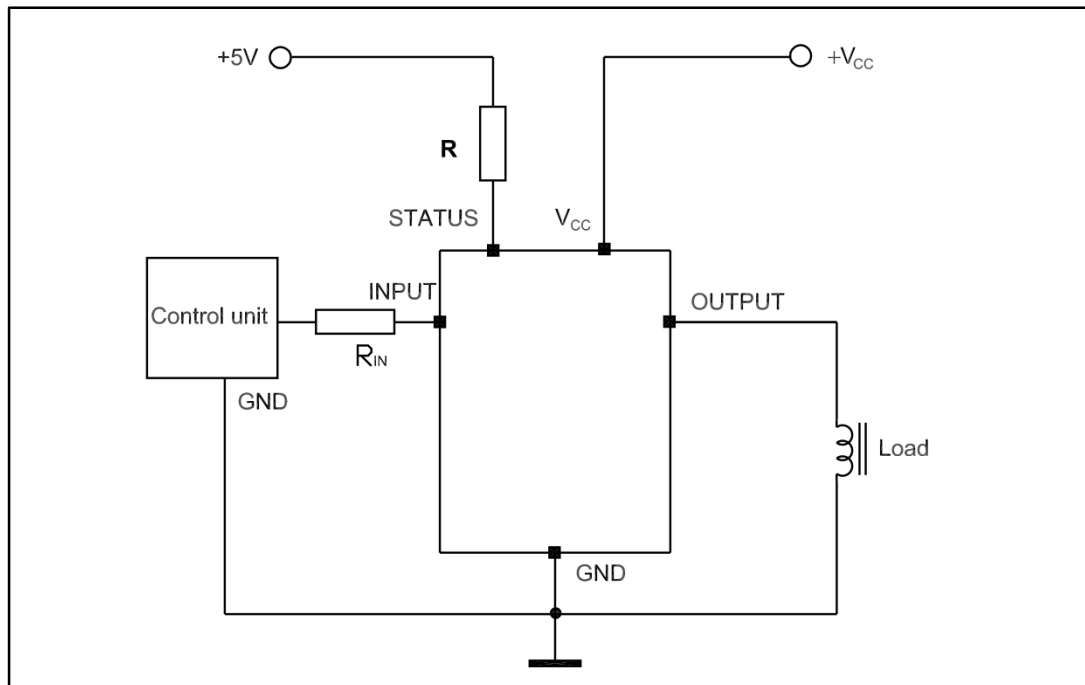 +5V
+VCC
R
STATUS
VCC
INPUT
OUTPUT
Control unit
RIN
GND
Load
GND